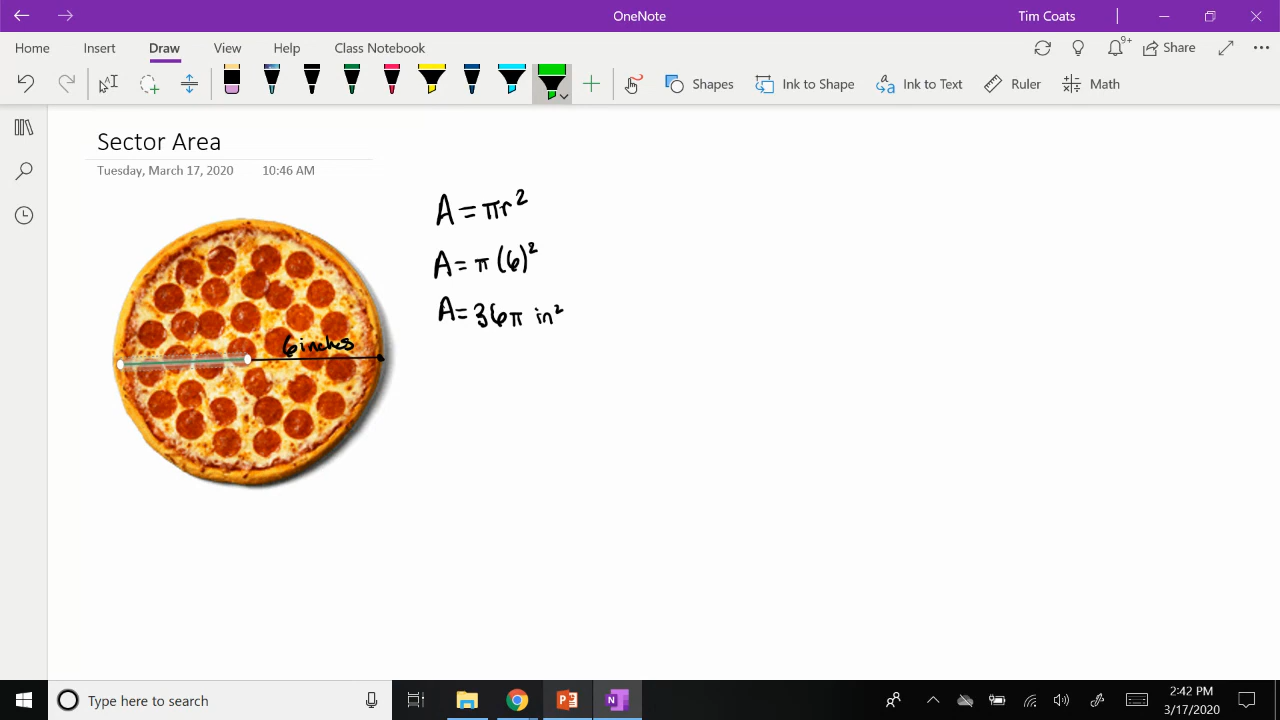 OneNote
Tim Coats
Home Insert Draw View Help Class Notebook
9+
Share
Shapes Ink to Shape Ink to Text Ruler Math
Sector Area
Tuesday, March 17, 2020 10:46 AM
A = πr²
A = π (6)²
A = 36π in²
6 inches
Type here to search
2:42 PM
3/17/2020